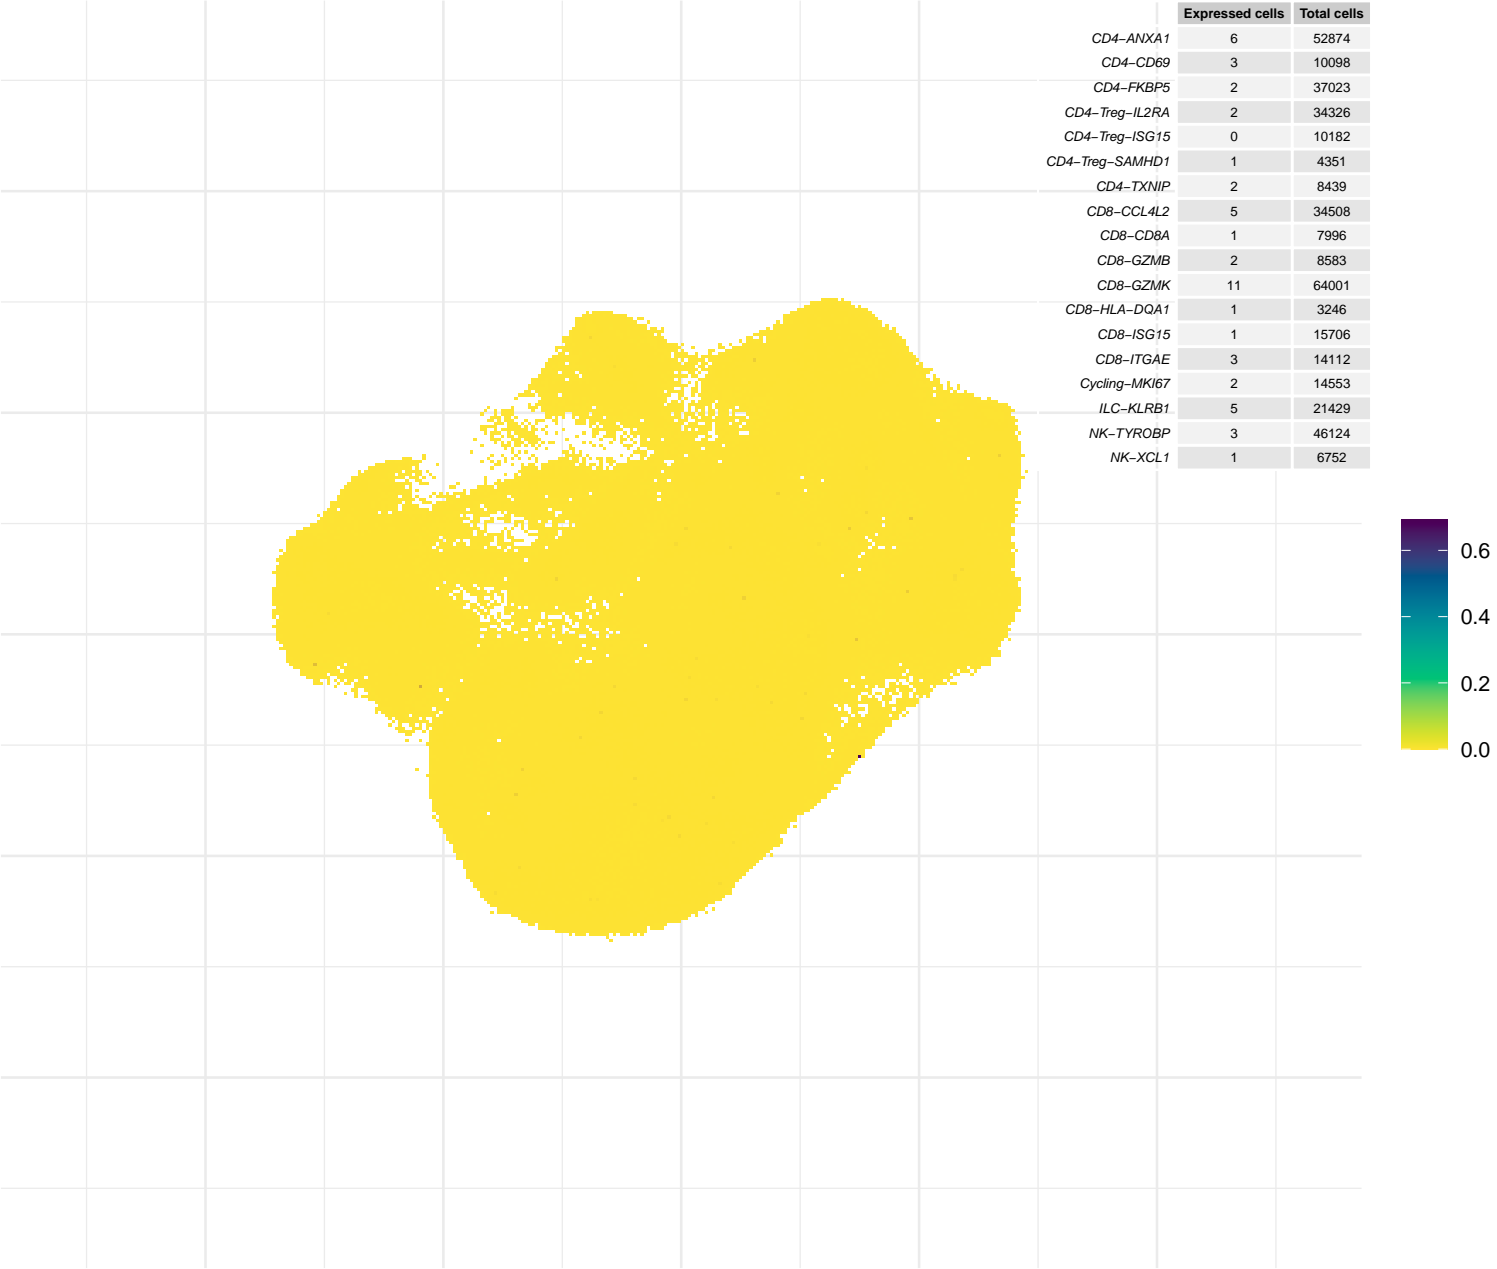 Expressed cells Total cells
CD4−ANXA1 6 52874
CD4−CD69 3 10098
CD4−FKBP5 2 37023
CD4−Treg−IL2RA 2 34326
CD4−Treg−ISG15 0 10182
CD4−Treg−SAMHD1 1 4351
CD4−TXNIP 2 8439
CD8−CCL4L2 5 34508
CD8−CD8A 1 7996
CD8−GZMB 2 8583
CD8−GZMK 11 64001
CD8−HLA−DQA1 1 3246
CD8−ISG15 1 15706
CD8−ITGAE 3 14112
Cycling−MKI67 2 14553
ILC−KLRB1 5 21429
NK−TYROBP 3 46124
NK−XCL1 1 6752
0.6
0.4
0.2
0.0